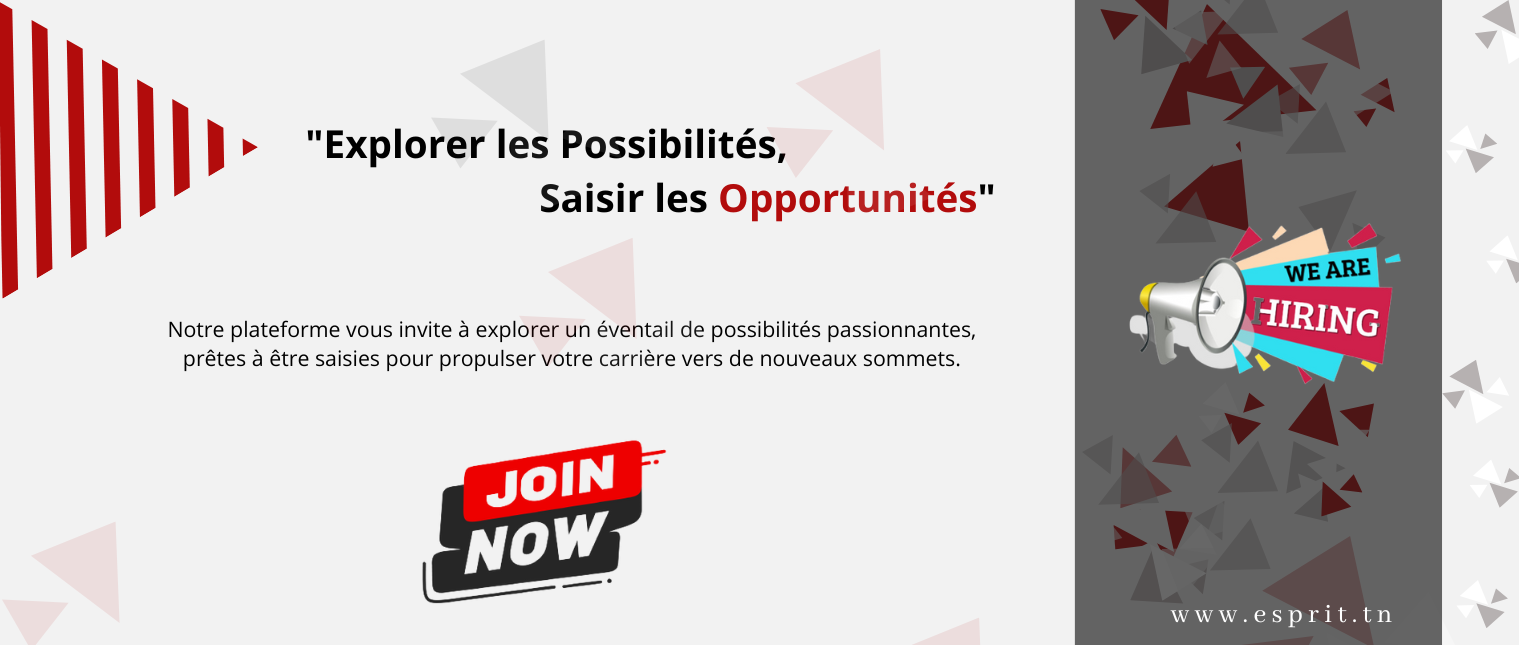 "Explorer les Possibilités,
Saisir les Opportunités"
Notre plateforme vous invite à explorer un éventail de possibilités passionnantes,
prêtes à être saisies pour propulser votre carrière vers de nouveaux sommets.
JOIN
NOW
WE ARE
HIRING
www.esprit.tn